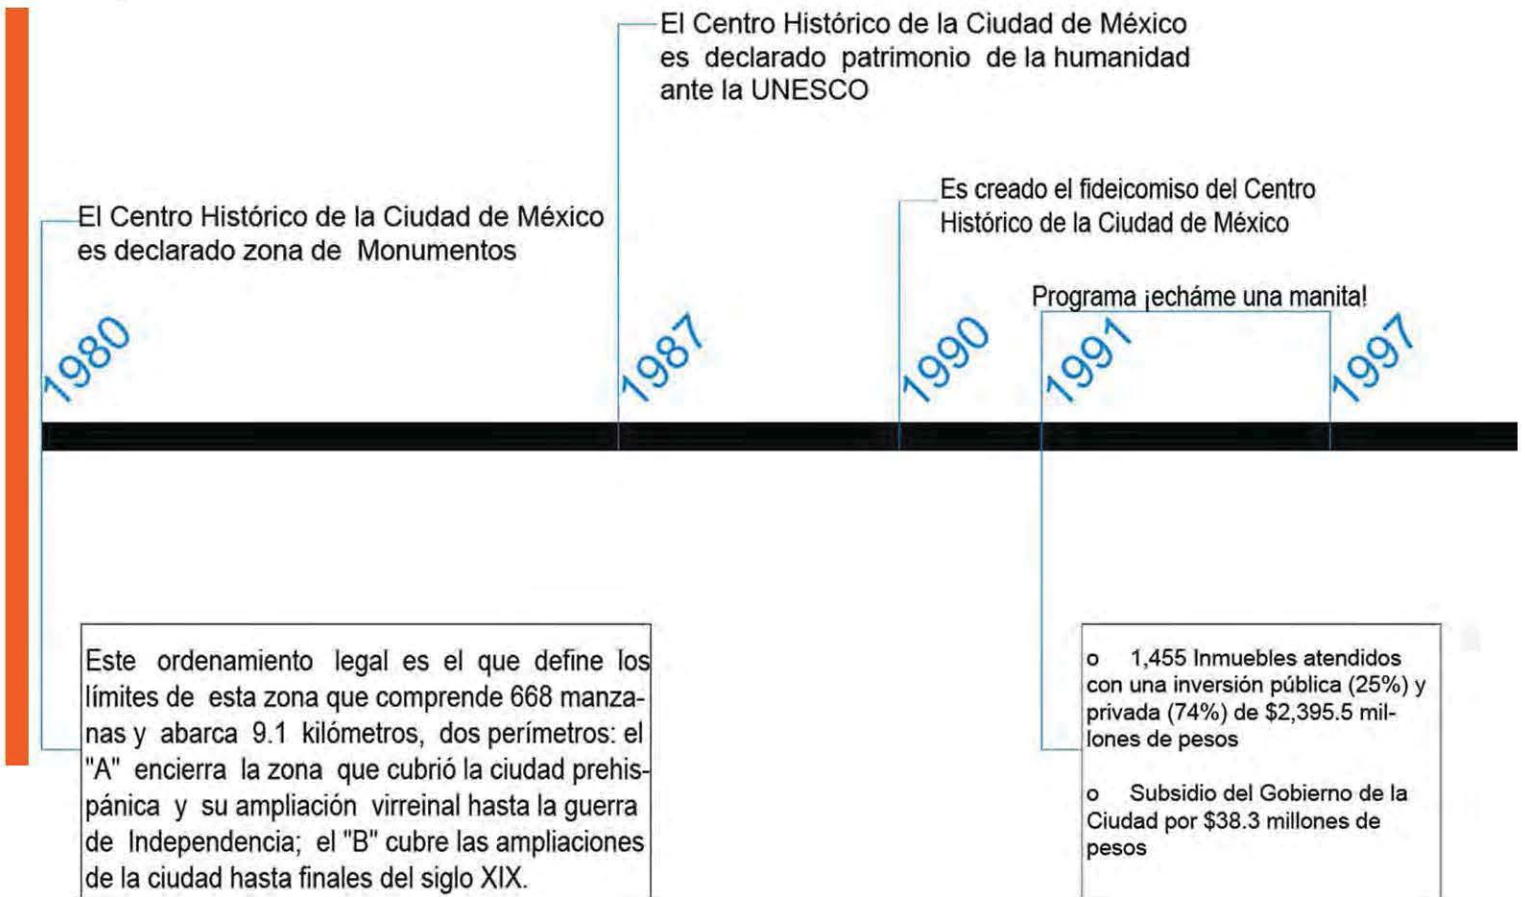 El Centro Histórico de la Ciudad de México
es declarado patrimonio de la humanidad
ante la UNESCO
Es creado el fideicomiso del Centro
Histórico de la Ciudad de México
El Centro Histórico de la Ciudad de México
es declarado zona de Monumentos
Programa ¡echáme una manita!
1980
1987
1990
1991
1997
Este ordenamiento legal es el que define los
límites de esta zona que comprende 668 manza-
nas y abarca 9.1 kilómetros, dos perímetros: el
"A" encierra la zona que cubrió la ciudad prehis-
pánica y su ampliación virreinal hasta la guerra
de Independencia; el "B" cubre las ampliaciones
de la ciudad hasta finales del siglo XIX.
o 1,455 Inmuebles atendidos
con una inversión pública (25%) y
privada (74%) de $2,395.5 mil-
lones de pesos
o Subsidio del Gobierno de la
Ciudad por $38.3 millones de
pesos